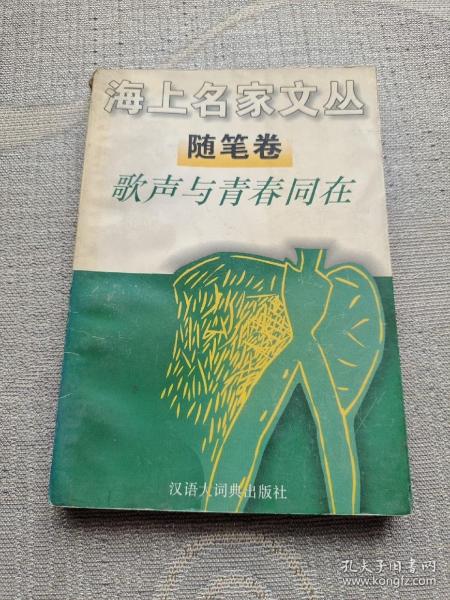 海上名家文丛
随笔卷
歌声与青春同在
汉语大词典出版社
孔夫子旧书网
www.kongfz.com